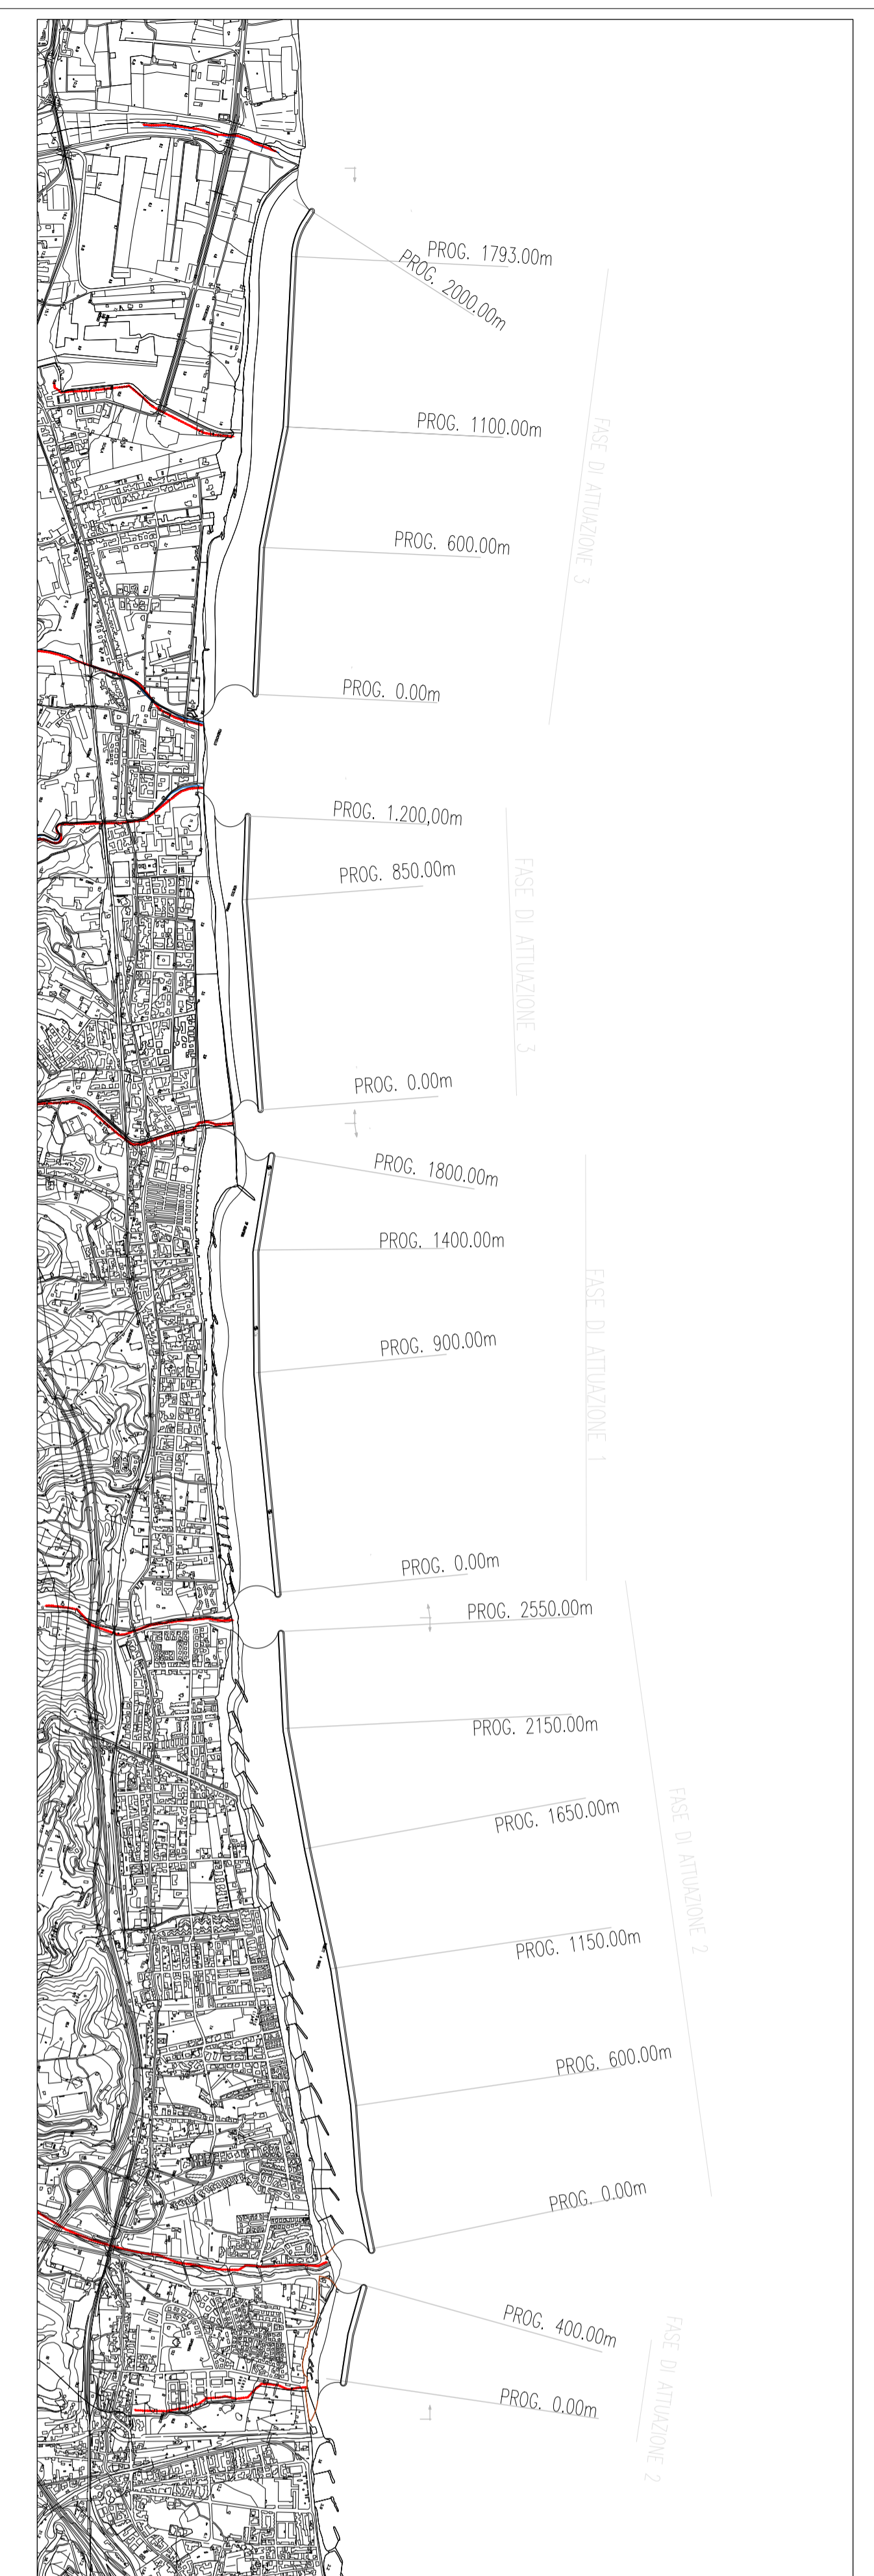 PROG. 1793.00m
PROG. 2000.00m
PROG. 1100.00m
FASE DI ATTUAZIONE 3
PROG. 600.00m
PROG. 0.00m
PROG. 1.200,00m
PROG. 850.00m
FASE DI ATTUAZIONE 3
PROG. 0.00m
PROG. 1800.00m
PROG. 1400.00m
FASE DI ATTUAZIONE 1
PROG. 900.00m
PROG. 0.00m
PROG. 2550.00m
PROG. 2150.00m
PROG. 1650.00m
FASE DI ATTUAZIONE 2
PROG. 1150.00m
PROG. 600.00m
PROG. 0.00m
PROG. 400.00m
FASE DI ATTUAZIONE 2
PROG. 0.00m